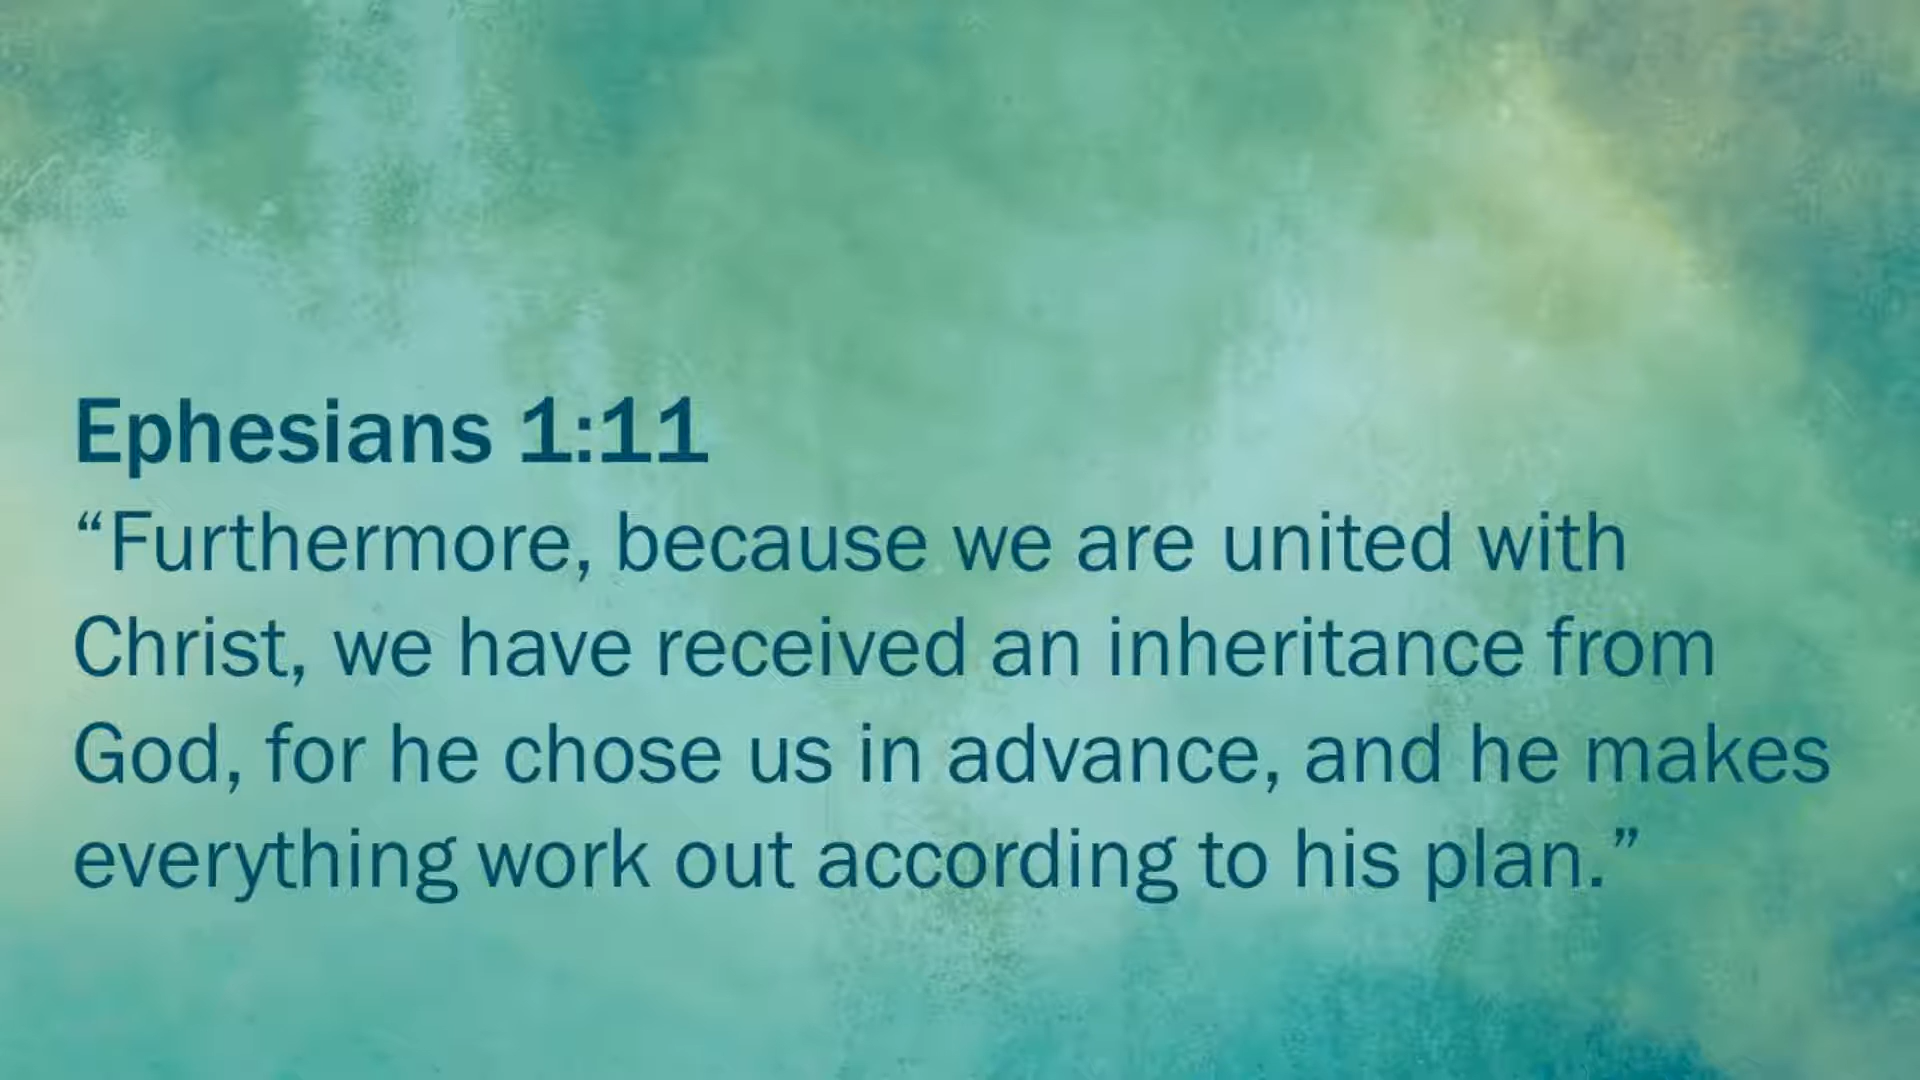 Ephesians 1:11
“Furthermore, because we are united with
Christ, we have received an inheritance from
God, for he chose us in advance, and he makes
everything work out according to his plan.”